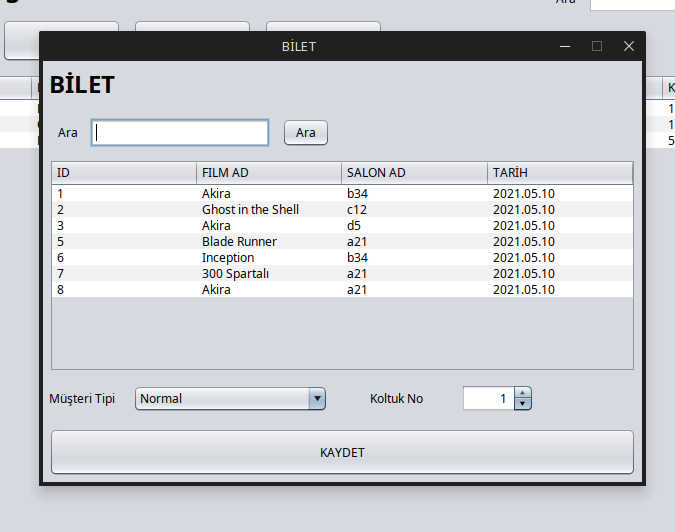 Ara
BİLET
BİLET
Ara Ara
ID FILM AD SALON AD TARİH
1 Akira b34 2021.05.10
2 Ghost in the Shell c12 2021.05.10
3 Akira d5 2021.05.10
5 Blade Runner a21 2021.05.10
6 Inception b34 2021.05.10
7 300 Spartalı a21 2021.05.10
8 Akira a21 2021.05.10
Müşteri Tipi Normal Koltuk No 1
KAYDET